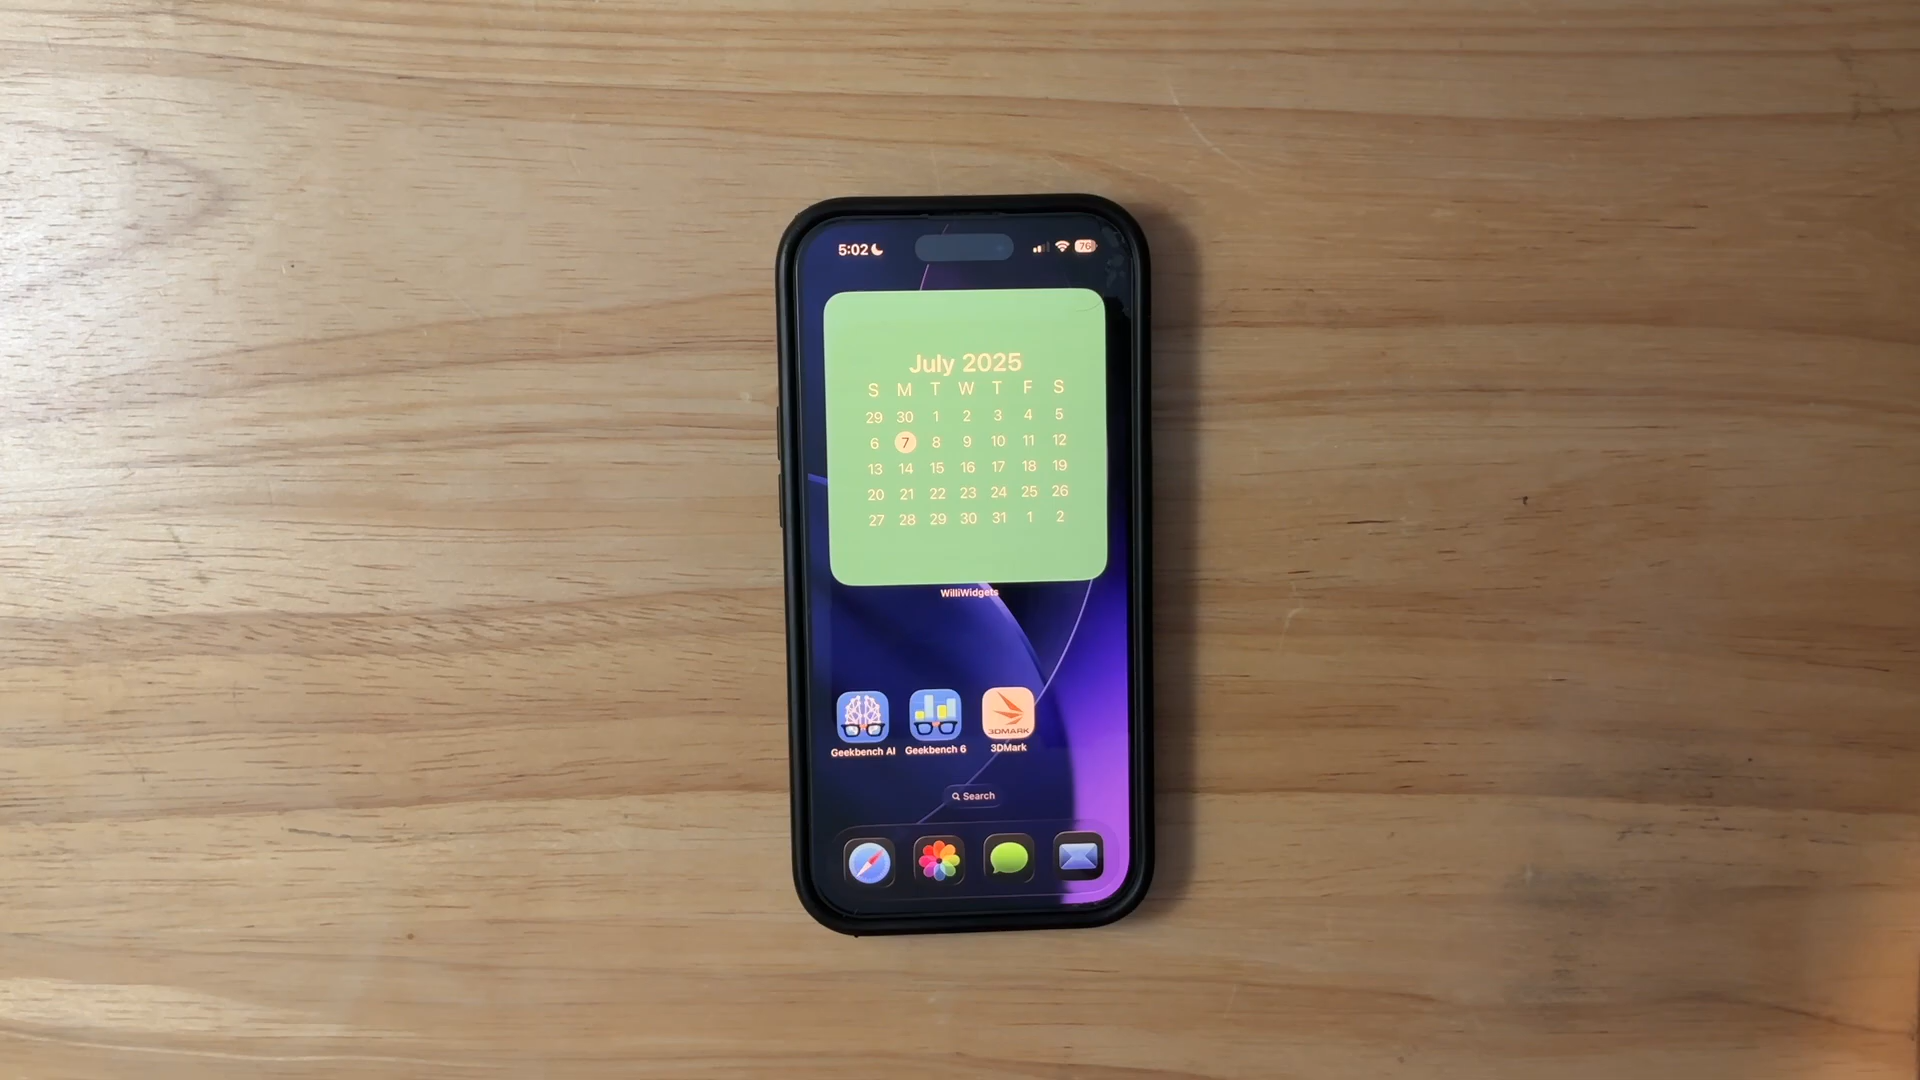 5:02 76
July 2025
S M T W T F S
29 30 1 2 3 4 5
6 7 8 9 10 11 12
13 14 15 16 17 18 19
20 21 22 23 24 25 26
27 28 29 30 31 1 2
WilliWidgets
3DMARK
Geekbench AI Geekbench 6 3DMark
Search